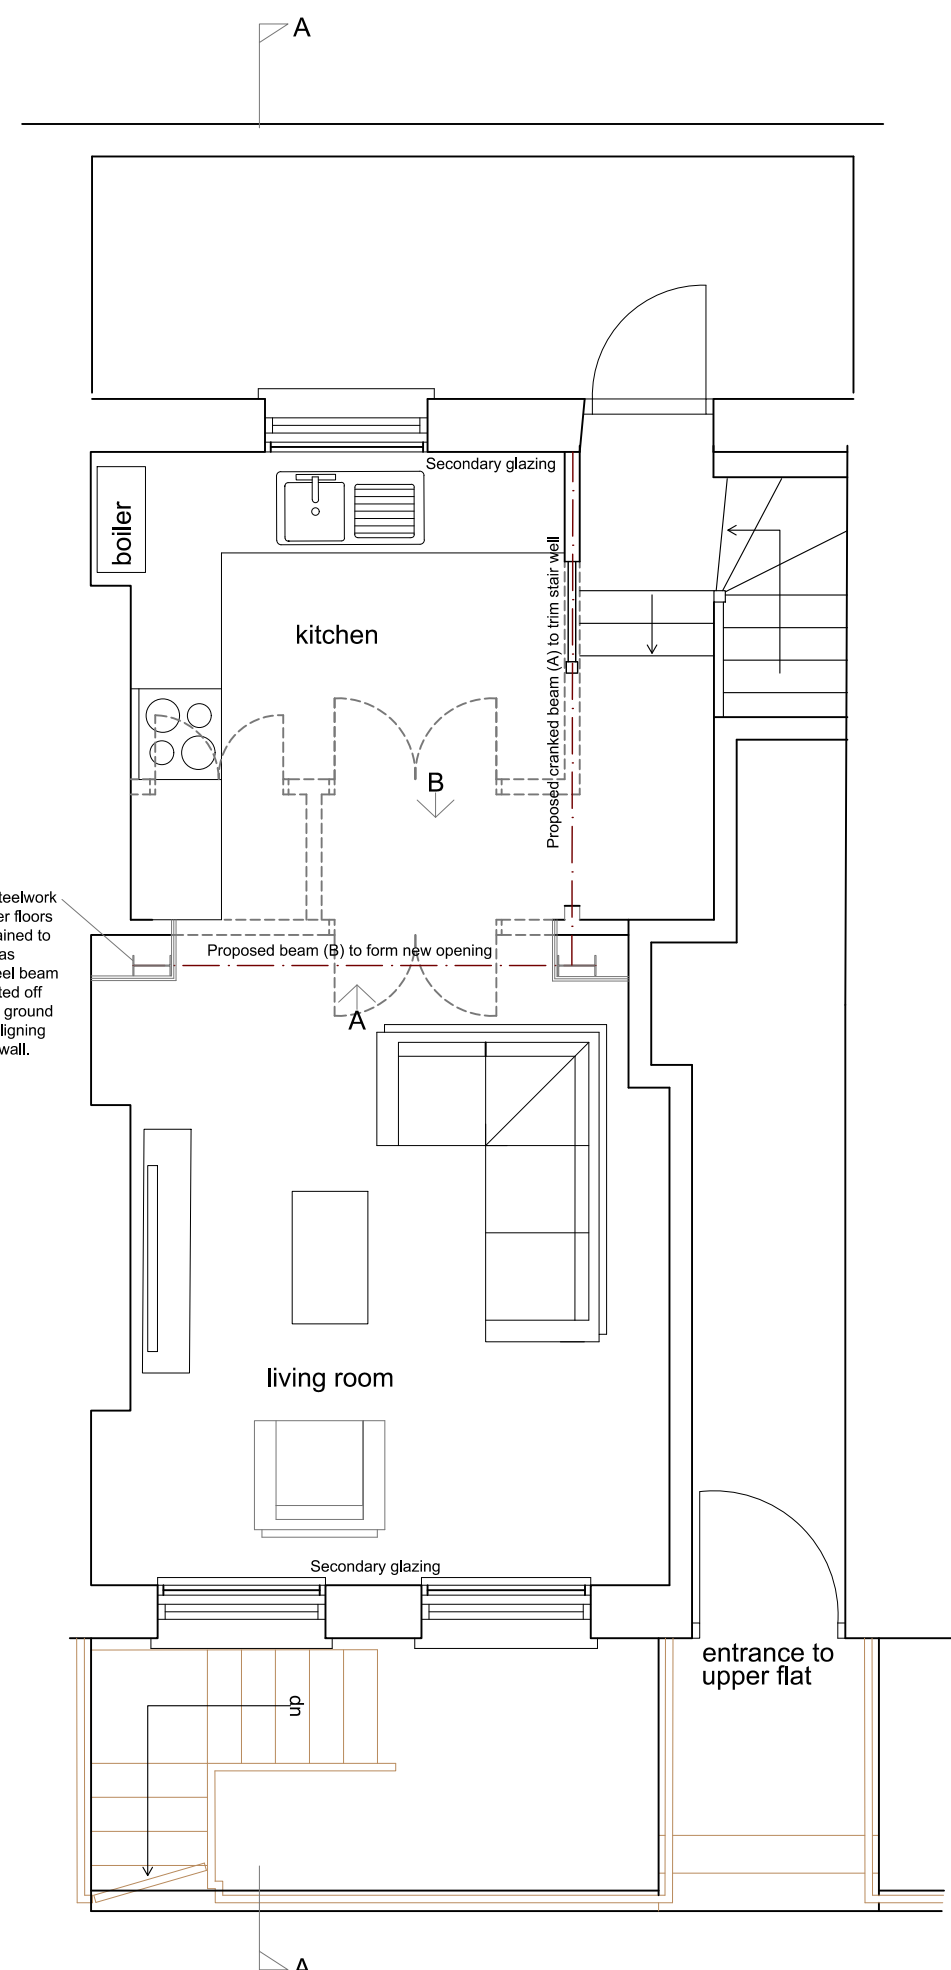 A
Secondary glazing
boiler
kitchen
Proposed cranked beam (A) to trim stair well
B
teelwork
er floors
ained to
as
eel beam
ted off
ground
ligning
wall.
Proposed beam (B) to form new opening
A
living room
Secondary glazing
entrance to
upper flat
up
A